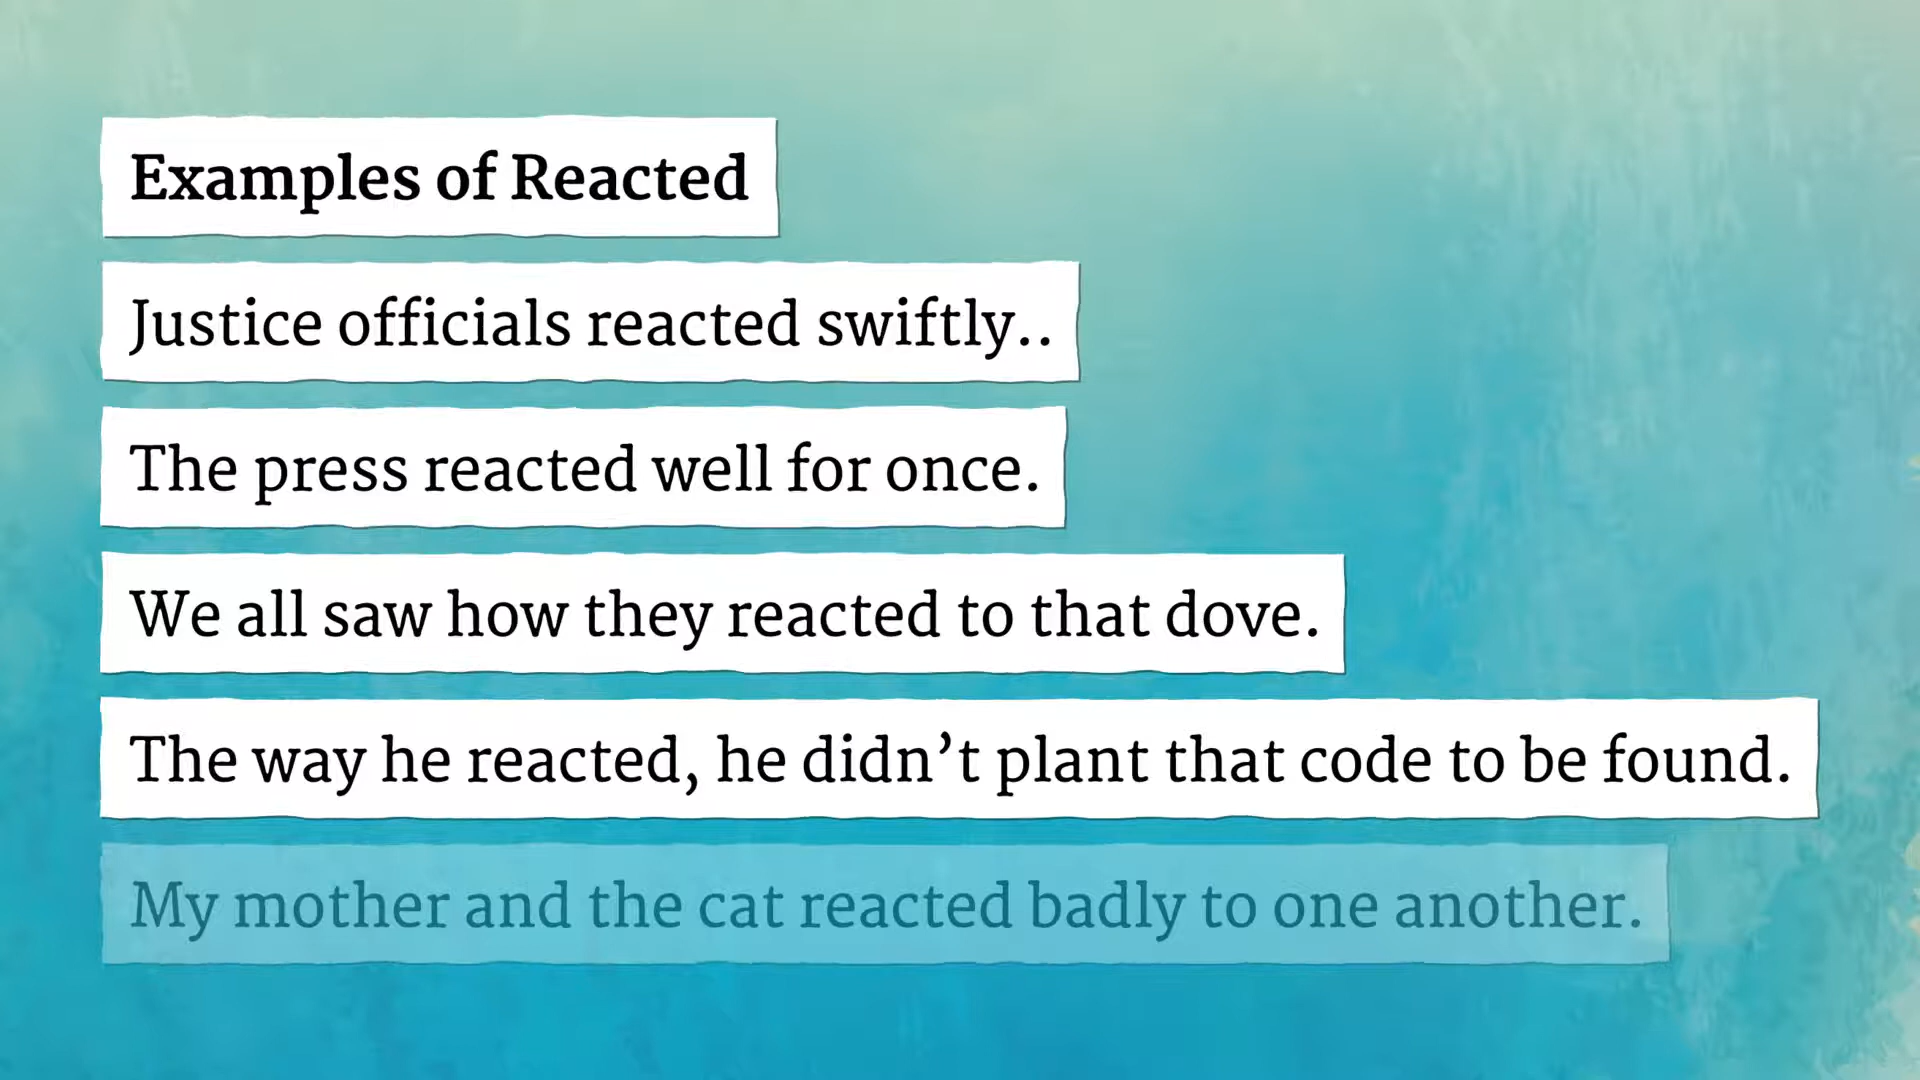 Examples of Reacted
Justice officials reacted swiftly..
The press reacted well for once.
We all saw how they reacted to that dove.
The way he reacted, he didn’t plant that code to be found.
My mother and the cat reacted badly to one another.